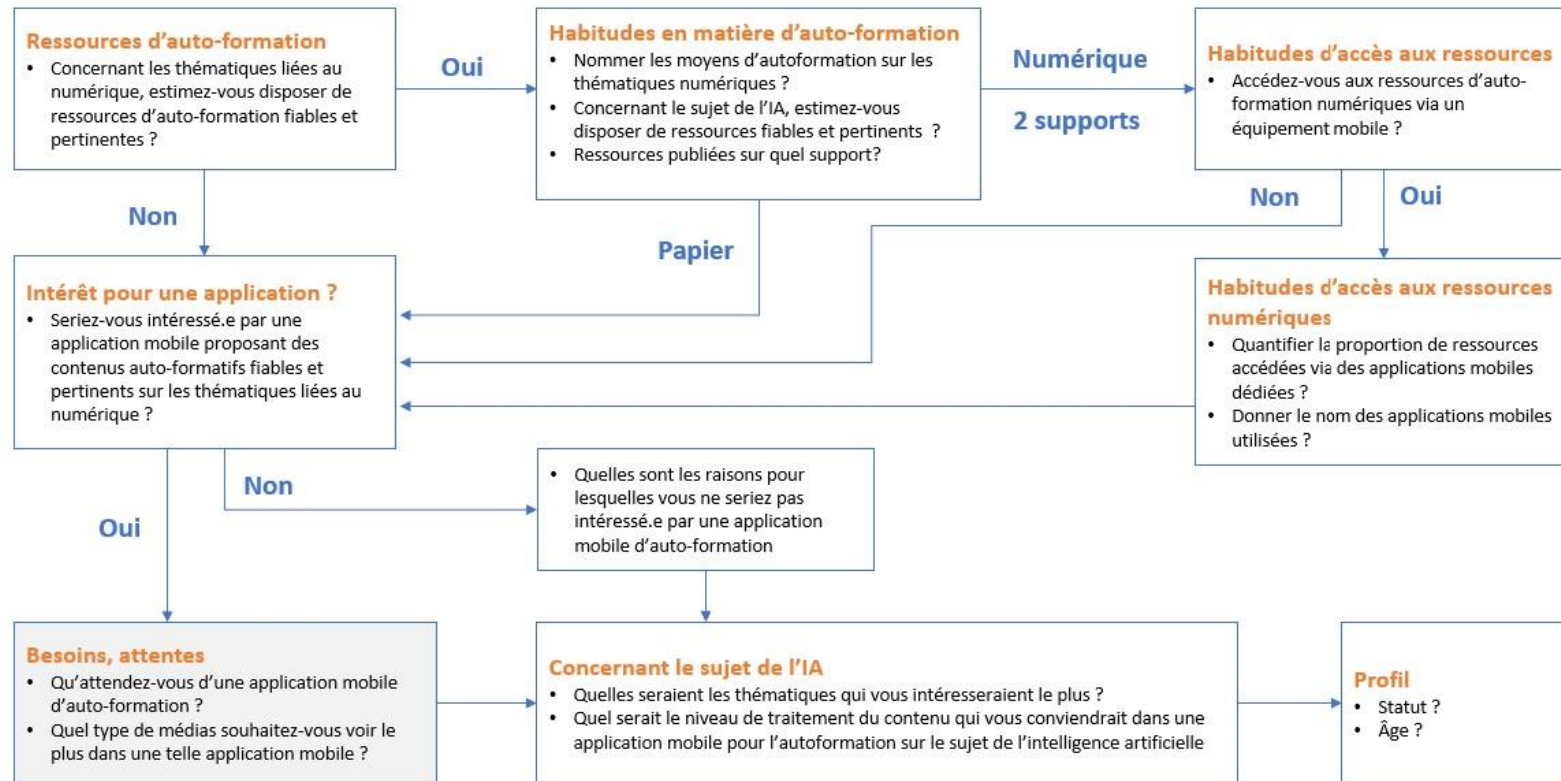 Ressources d'auto-formation
• Concernant les thématiques liées au
numérique, estimez-vous disposer de
ressources d'auto-formation fiables et
pertinentes ?
Oui
Habitudes en matière d'auto-formation
• Nommer les moyens d'autoformation sur les
thématiques numériques ?
• Concernant le sujet de l'IA, estimez-vous
disposer de ressources fiables et pertinents ?
• Ressources publiées sur quel support?
Numérique
2 supports
Habitudes d'accès aux ressources
• Accédez-vous aux ressources d'auto-
formation numériques via un
équipement mobile ?
Non
Papier
Non
Oui
Intérêt pour une application ?
• Seriez-vous intéressé.e par une
application mobile proposant des
contenus auto-formatifs fiables et
pertinents sur les thématiques liées au
numérique ?
Habitudes d'accès aux ressources
numériques
• Quantifier la proportion de ressources
accédées via des applications mobiles
dédiées ?
• Donner le nom des applications mobiles
utilisées ?
Oui
Non
• Quelles sont les raisons pour
lesquelles vous ne seriez pas
intéressé.e par une application
mobile d'auto-formation
Besoins, attentes
• Qu'attendez-vous d'une application mobile
d'auto-formation ?
• Quel type de médias souhaitez-vous voir le
plus dans une telle application mobile ?
Concernant le sujet de l'IA
• Quelles seraient les thématiques qui vous intéresseraient le plus ?
• Quel serait le niveau de traitement du contenu qui vous conviendrait dans une
application mobile pour l'autoformation sur le sujet de l'intelligence artificielle
Profil
• Statut ?
• Âge ?